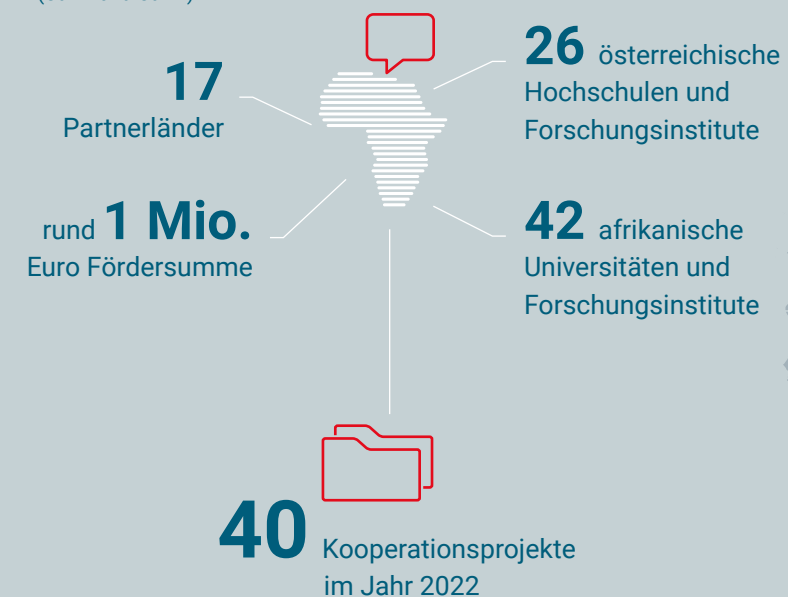 17
Partnerländer
rund 1 Mio.
Euro Fördersumme
26 österreichische
Hochschulen und
Forschungsinstitute
42 afrikanische
Universitäten und
Forschungsinstitute
40 Kooperationsprojekte
im Jahr 2022